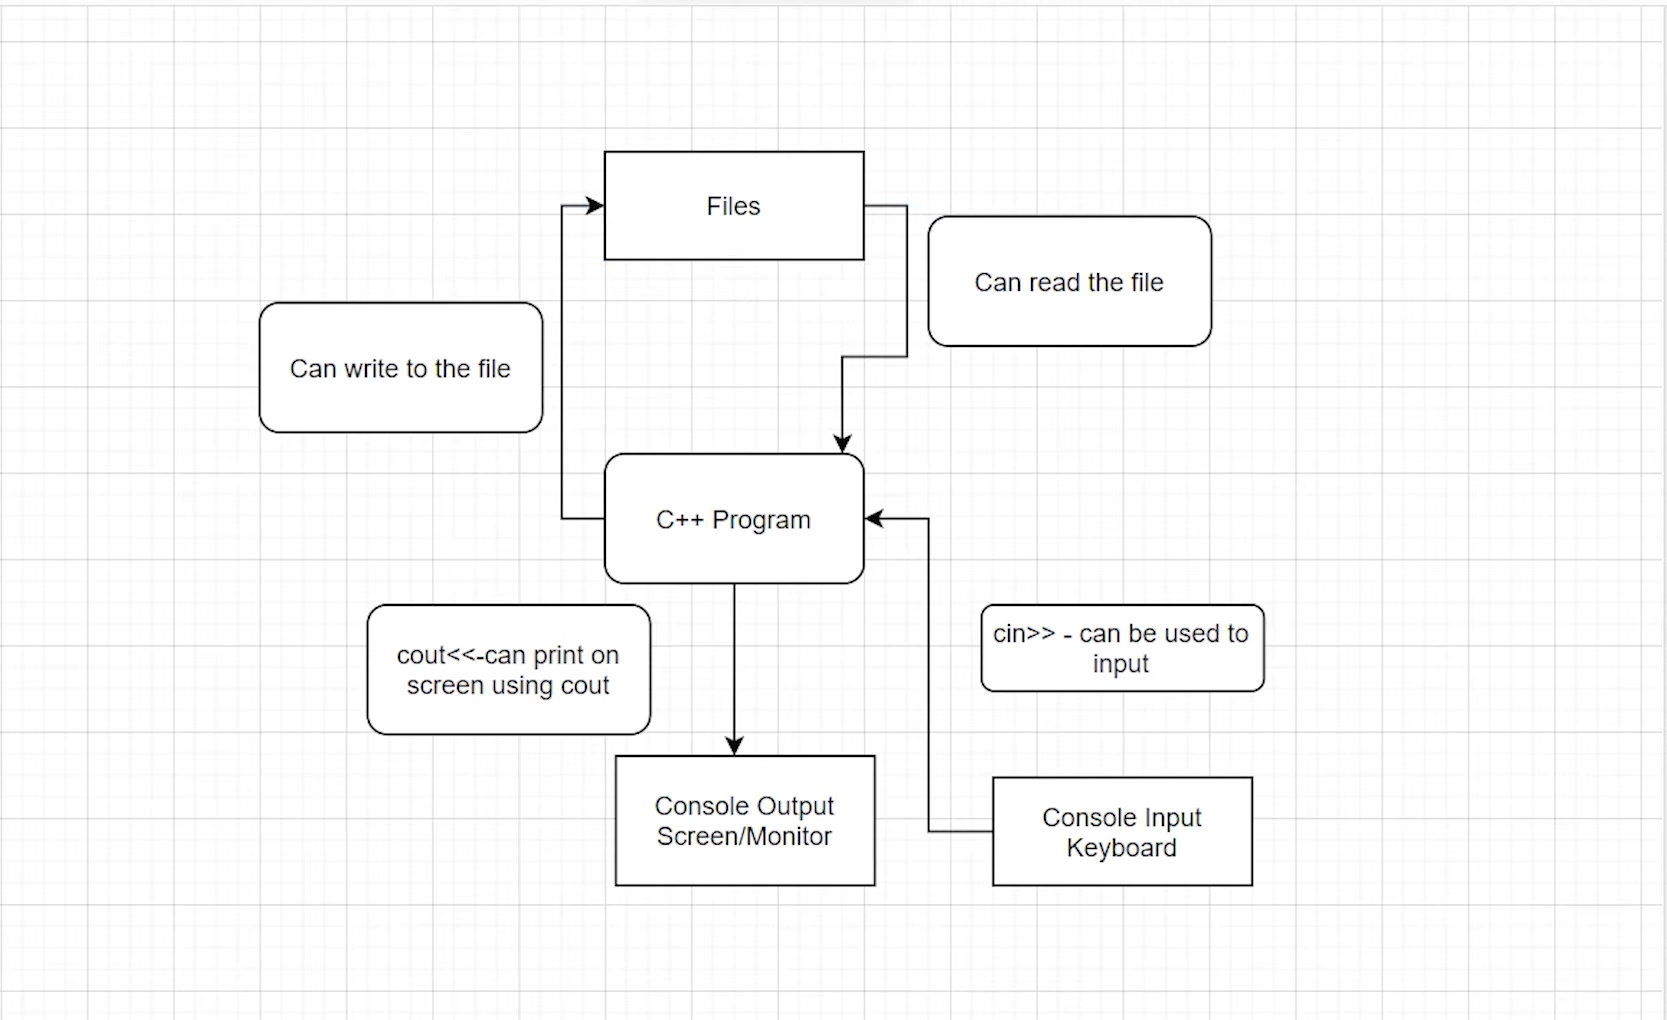 Files
Can read the file
Can write to the file
C++ Program
cout<<-can print on
screen using cout
cin>> - can be used to
input
Console Output
Screen/Monitor
Console Input
Keyboard